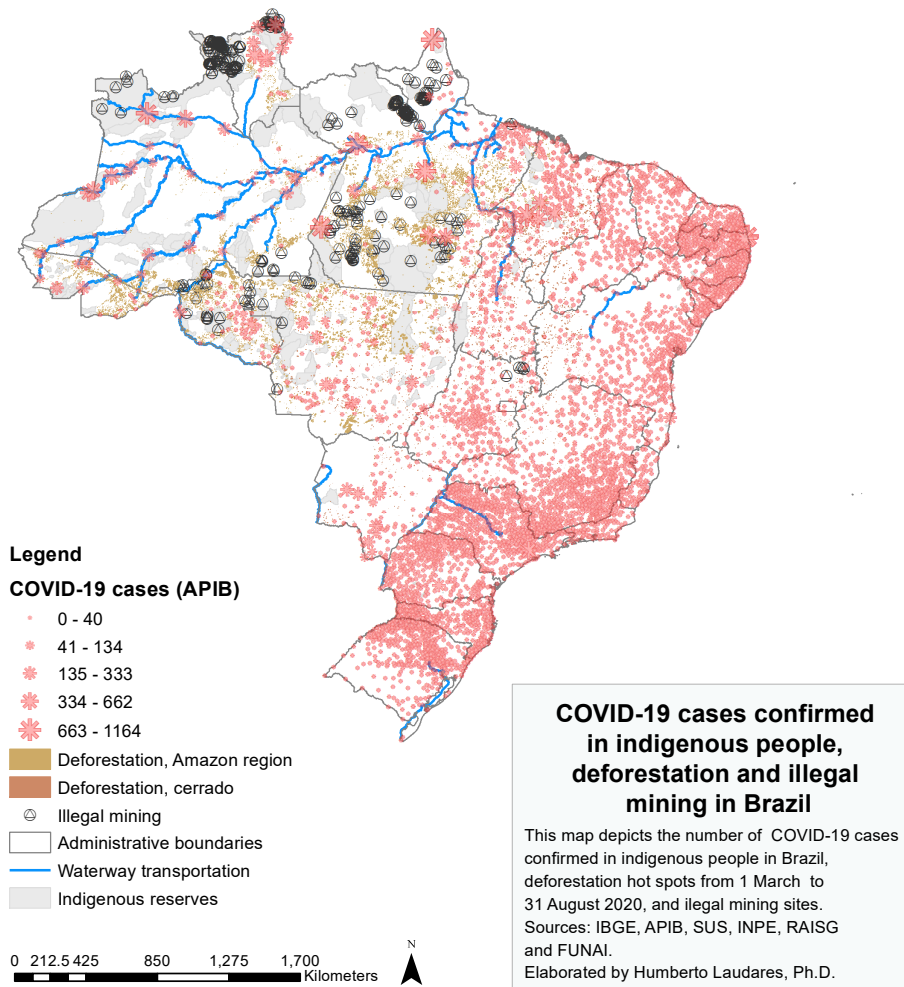 Legend
COVID-19 cases (APIB)
0 - 40
41 - 134
135 - 333
334 - 662
663 - 1164
Deforestation, Amazon region
Deforestation, cerrado
Illegal mining
Administrative boundaries
Waterway transportation
Indigenous reserves
0 212.5 425 850 1,275 1,700
Kilometers
N
COVID-19 cases confirmed
in indigenous people,
deforestation and illegal
mining in Brazil
This map depicts the number of COVID-19 cases
confirmed in indigenous people in Brazil,
deforestation hot spots from 1 March to
31 August 2020, and ilegal mining sites.
Sources: IBGE, APIB, SUS, INPE, RAISG
and FUNAI.
Elaborated by Humberto Laudares, Ph.D.